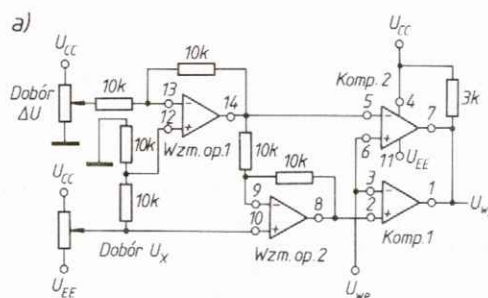 a)
U_CC
U_CC
10k
10k
Dobór
ΔU
13
14
12
Komp. 2
4
3k
10k
Wzm. op.1
5
7
6
11
U_EE
10k
10k
U_CC
10k
9
8
10
3
2
1
Dobór U_x
Wzm. op. 2
Komp.1
U_EE
U_we